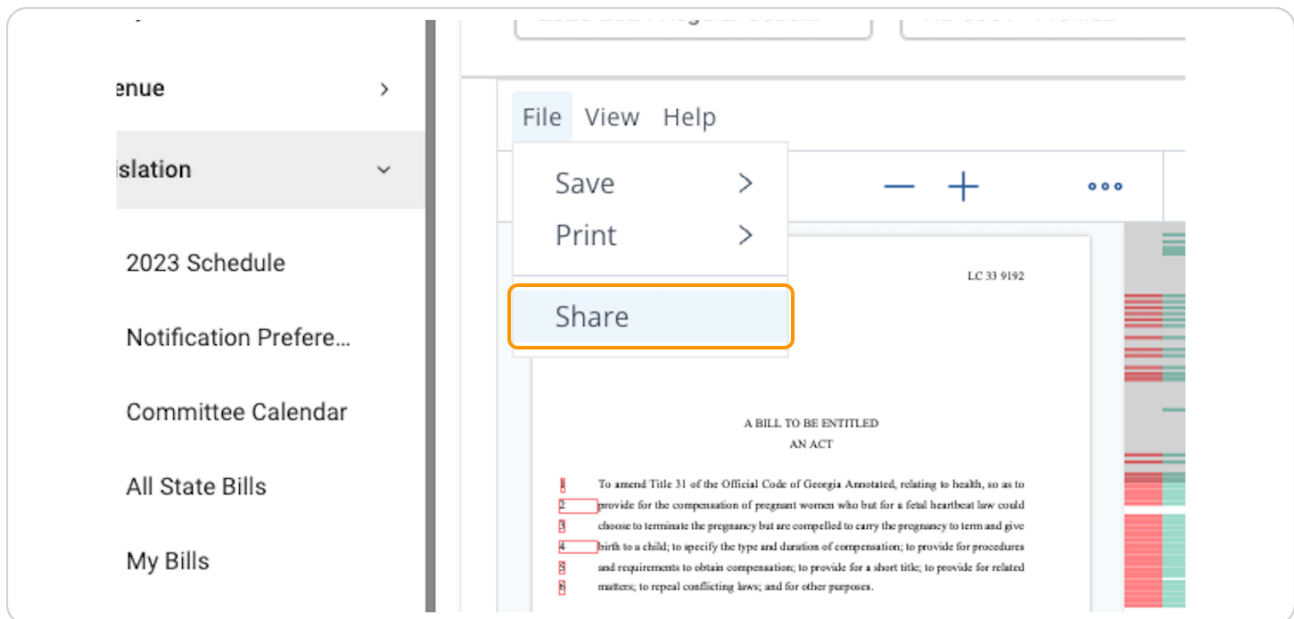 enue
islation
2023 Schedule
Notification Prefere...
Committee Calendar
All State Bills
My Bills
File View Help
Save
Print
Share
LC 33 9192
A BILL TO BE ENTITLED
AN ACT
1 To amend Title 31 of the Official Code of Georgia Annotated, relating to health, so as to
2 provide for the compensation of pregnant women who but for a fetal heartbeat law could
3 choose to terminate the pregnancy but are compelled to carry the pregnancy to term and give
4 birth to a child; to specify the type and duration of compensation; to provide for procedures
5 and requirements to obtain compensation; to provide for a short title; to provide for related
6 matters; to repeal conflicting laws; and for other purposes.